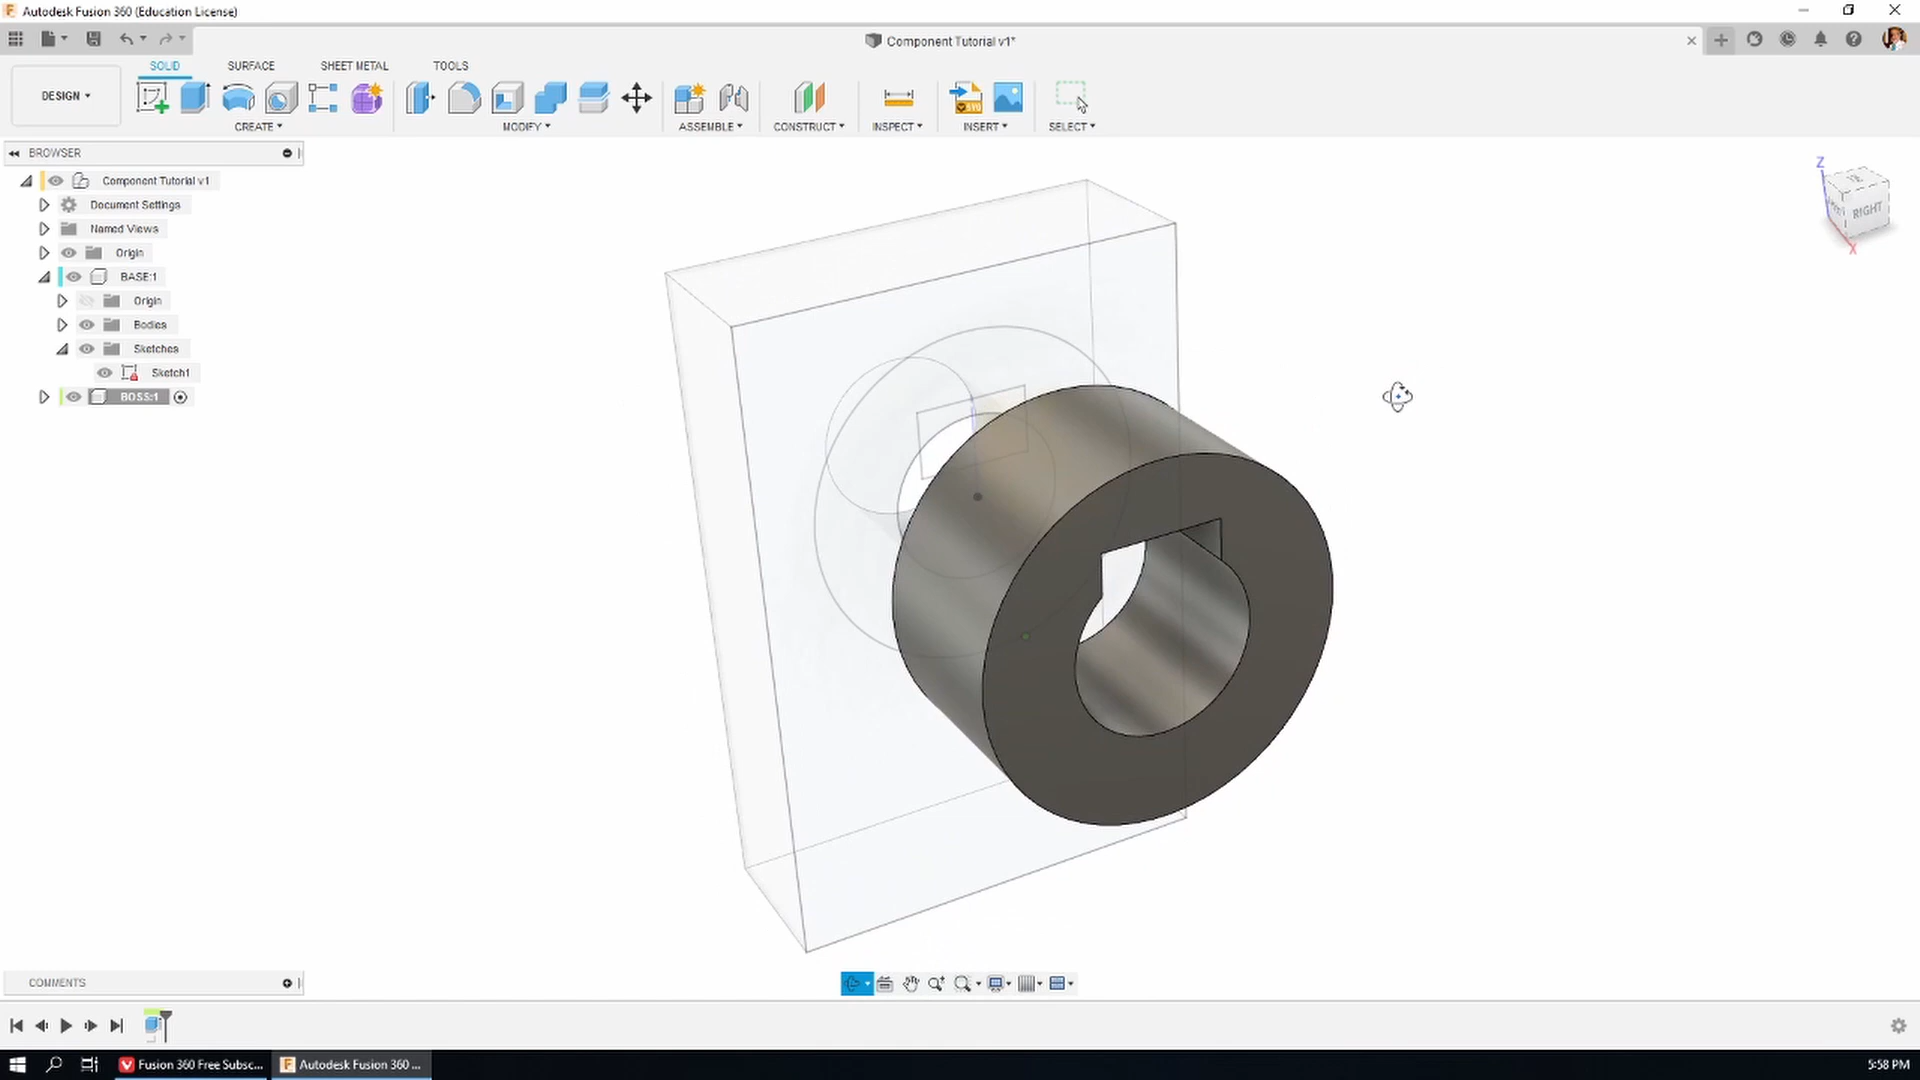 Autodesk Fusion 360 (Education License)
Component Tutorial v1*
SOLID SURFACE SHEET METAL TOOLS
DESIGN
CREATE MODIFY ASSEMBLE CONSTRUCT INSPECT INSERT SELECT
BROWSER
Component Tutorial v1
Document Settings
Named Views
Origin
BASE:1
Origin
Bodies
Sketches
Sketch1
BOSS:1
Z
RIGHT
X
COMMENTS
Fusion 360 Free Subsc...
Autodesk Fusion 360 ...
5:58 PM